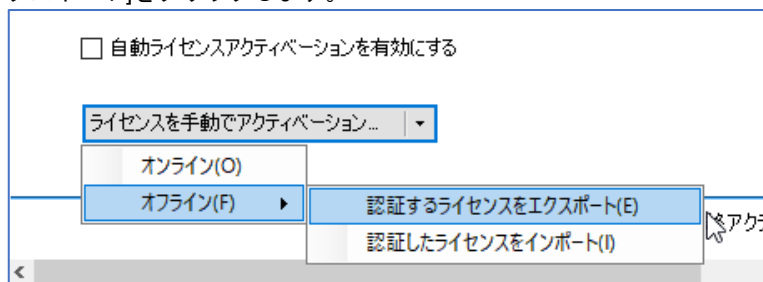 自動ライセンスアクティベーションを有効にする
ライセンスを手動でアクティベーション...
オンライン(O)
オフライン(F)
認証するライセンスをエクスポート(E)
認証したライセンスをインポート(I)